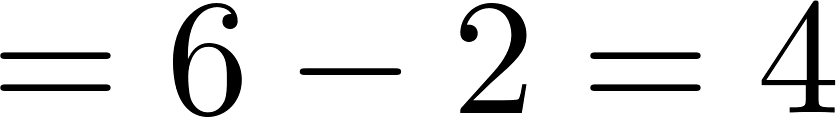 = 6 − 2 = 4